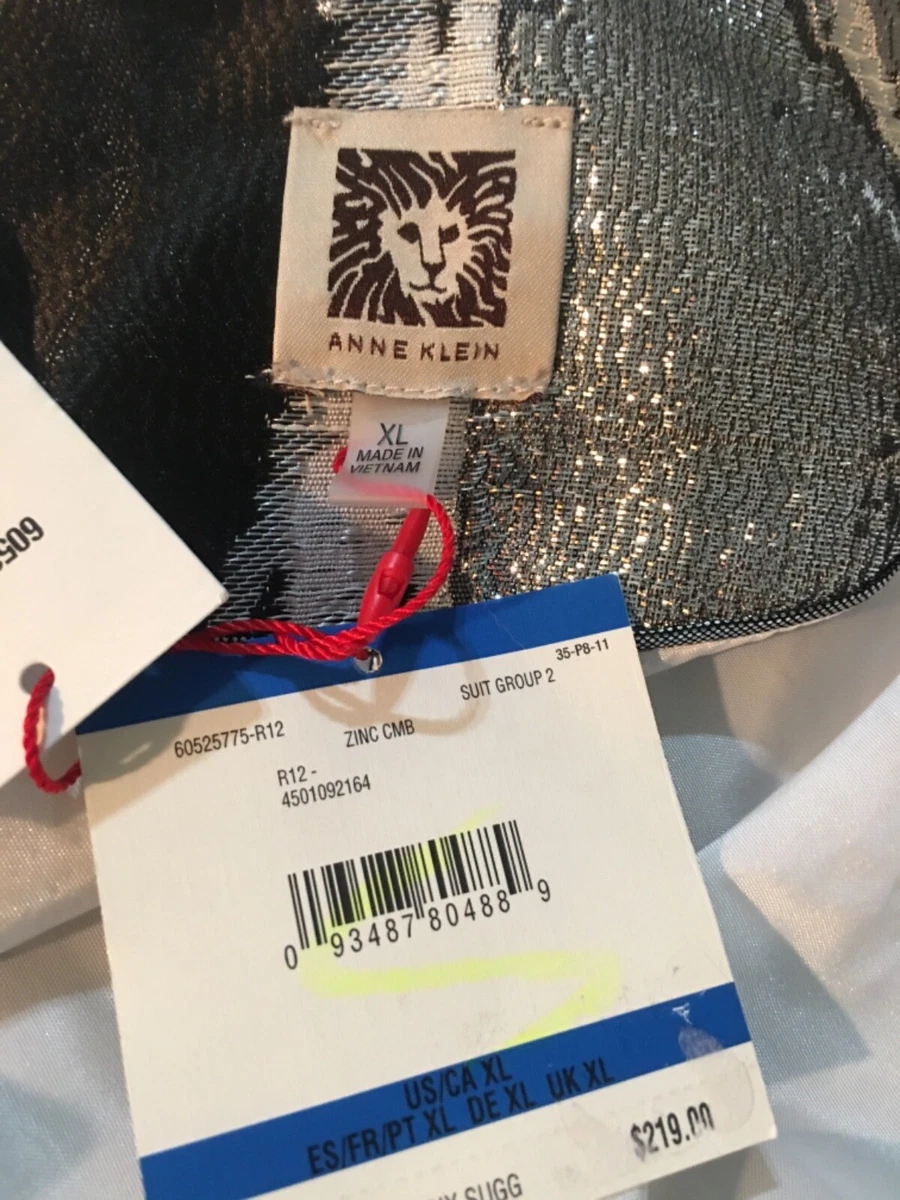 ANNE KLEIN
XL
MADE IN
VIETNAM
35-P8-11
SUIT GROUP 2
60525775-R12
ZINC CMB
R12 -
4501092164
0 93487 80488 9
US/CA XL
ES/FR/PT XL DE XL UK XL
$219.00
SUGG